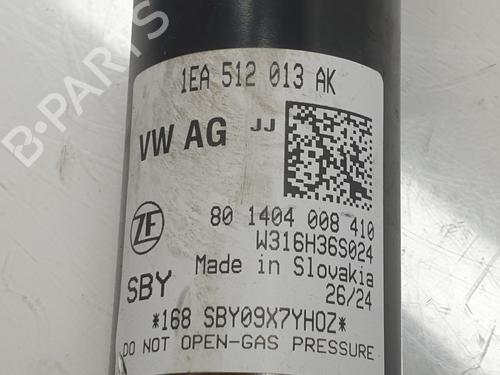 1EA 512 013 AK
VW AG JJ
ZF
80 1404 008 410
W316H36S024
SBY Made in Slovakia
26/24
*168 SBY09X7YH0Z*
DO NOT OPEN-GAS PRESSURE
B-PARTS